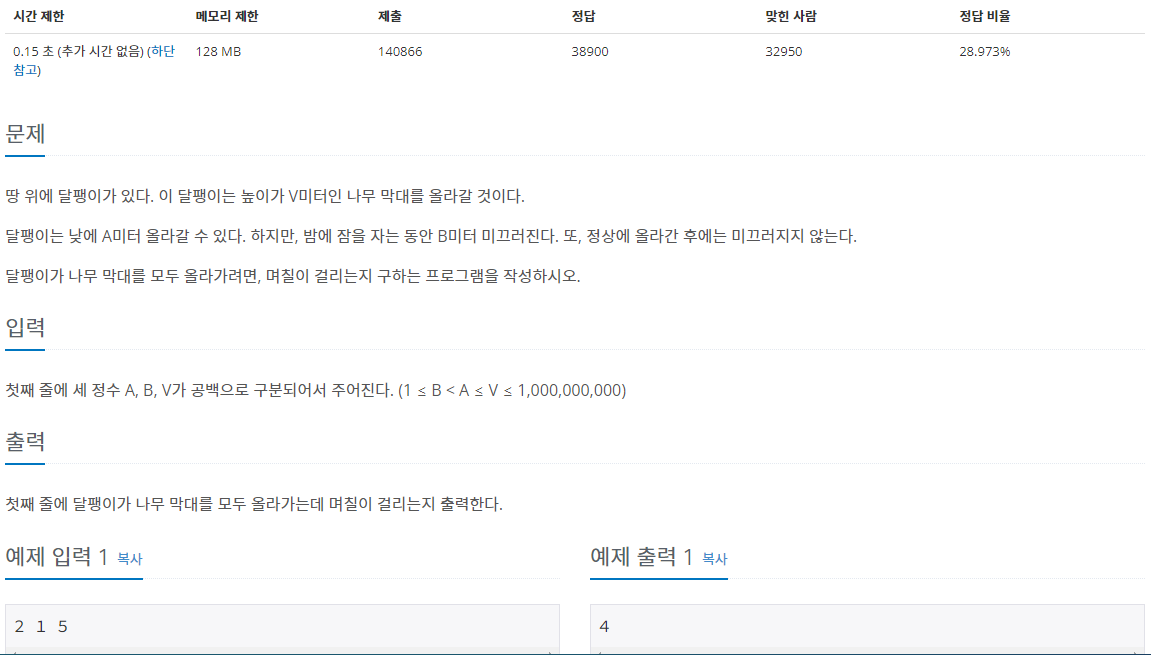 시간 제한 메모리 제한 제출 정답 맞힌 사람 정답 비율
0.15 초 (추가 시간 없음) (하단 128 MB 140866 38900 32950 28.973%
참고)
문제
땅 위에 달팽이가 있다. 이 달팽이는 높이가 V미터인 나무 막대를 올라갈 것이다.
달팽이는 낮에 A미터 올라갈 수 있다. 하지만, 밤에 잠을 자는 동안 B미터 미끄러진다. 또, 정상에 올라간 후에는 미끄러지지 않는다.
달팽이가 나무 막대를 모두 올라가려면, 며칠이 걸리는지 구하는 프로그램을 작성하시오.
입력
첫째 줄에 세 정수 A, B, V가 공백으로 구분되어서 주어진다. (1 ≤ B < A ≤ V ≤ 1,000,000,000)
출력
첫째 줄에 달팽이가 나무 막대를 모두 올라가는데 며칠이 걸리는지 출력한다.
예제 입력 1 복사
2 1 5
예제 출력 1 복사
4